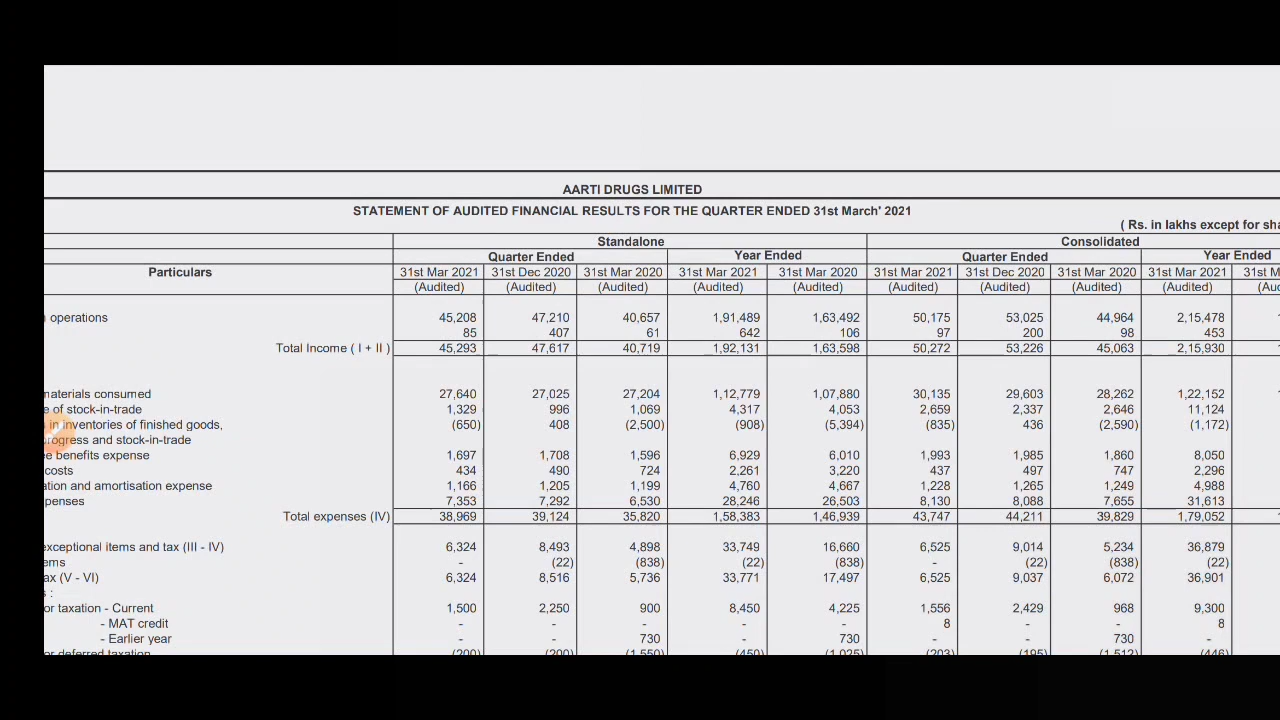 AARTI DRUGS LIMITED
STATEMENT OF AUDITED FINANCIAL RESULTS FOR THE QUARTER ENDED 31st March' 2021
( Rs. in lakhs except for sha
Standalone Consolidated
Quarter Ended Year Ended Quarter Ended Year Ended
Particulars 31st Mar 2021 31st Dec 2020 31st Mar 2020 31st Mar 2021 31st Mar 2020 31st Mar 2021 31st Dec 2020 31st Mar 2020 31st Mar 2021 31st M
(Audited) (Audited) (Audited) (Audited) (Audited) (Audited) (Audited) (Audited) (Audited) (Au
operations 45,208 47,210 40,657 1,91,489 1,63,492 50,175 53,025 44,964 2,15,478
85 407 61 642 106 97 200 98 453
Total Income ( I + II ) 45,293 47,617 40,719 1,92,131 1,63,598 50,272 53,226 45,063 2,15,930
materials consumed 27,640 27,025 27,204 1,12,779 1,07,880 30,135 29,603 28,262 1,22,152
e of stock-in-trade 1,329 996 1,069 4,317 4,053 2,659 2,337 2,646 11,124
in inventories of finished goods, (650) 408 (2,500) (908) (5,394) (835) 436 (2,590) (1,172)
progress and stock-in-trade
ee benefits expense 1,697 1,708 1,596 6,929 6,010 1,993 1,985 1,860 8,050
costs 434 490 724 2,261 3,220 437 497 747 2,296
ation and amortisation expense 1,166 1,205 1,199 4,760 4,667 1,228 1,265 1,249 4,988
penses 7,353 7,292 6,530 28,246 26,503 8,130 8,088 7,655 31,613
Total expenses (IV) 38,969 39,124 35,820 1,58,383 1,46,939 43,747 44,211 39,829 1,79,052
exceptional items and tax (III - IV) 6,324 8,493 4,898 33,749 16,660 6,525 9,014 5,234 36,879
ems - (22) (838) (22) (838) - (22) (838) (22)
ax (V - VI) 6,324 8,516 5,736 33,771 17,497 6,525 9,037 6,072 36,901
s :
or taxation - Current 1,500 2,250 900 8,450 4,225 1,556 2,429 968 9,300
- MAT credit - - - - - 8 - - 8
- Earlier year - - 730 - 730 - - 730 -
or deferred taxation (200) (200) (1,550) (450) (1,025) (203) (195) (1,512) (446)